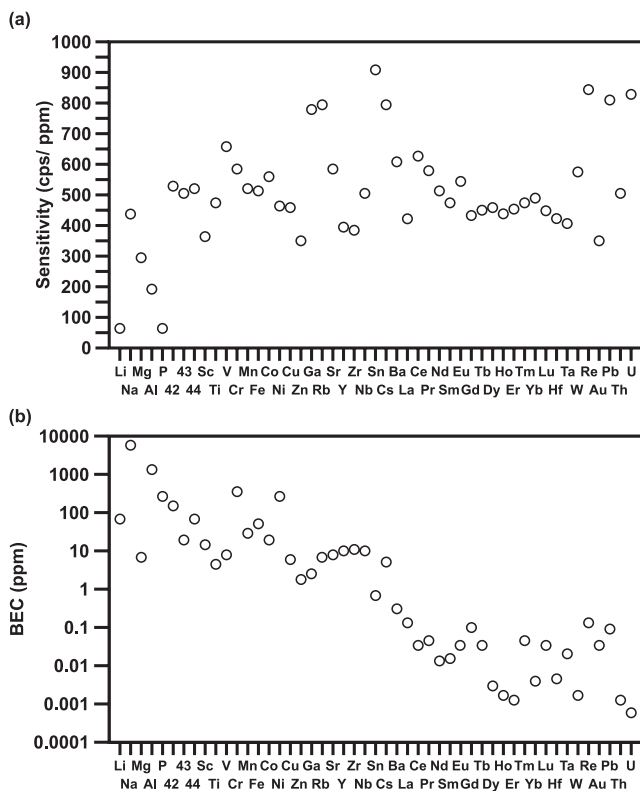 (a)
Sensitivity (cps/ ppm)
1000
900
800
700
600
500
400
300
200
100
0
Li Mg P 43 Sc V Mn Co Cu Ga Sr Zr Sn Ba Ce Nd Eu Tb Ho Tm Lu Ta Re Pb U
Na Al 42 44 Ti Cr Fe Ni Zn Rb Y Nb Cs La Pr Sm Gd Dy Er Yb Hf W Au Th
(b)
BEC (ppm)
10000
1000
100
10
1
0.1
0.01
0.001
0.0001
Li Mg P 43 Sc V Mn Co Cu Ga Sr Zr Sn Ba Ce Nd Eu Tb Ho Tm Lu Ta Re Pb U
Na Al 42 44 Ti Cr Fe Ni Zn Rb Y Nb Cs La Pr Sm Gd Dy Er Yb Hf W Au Th